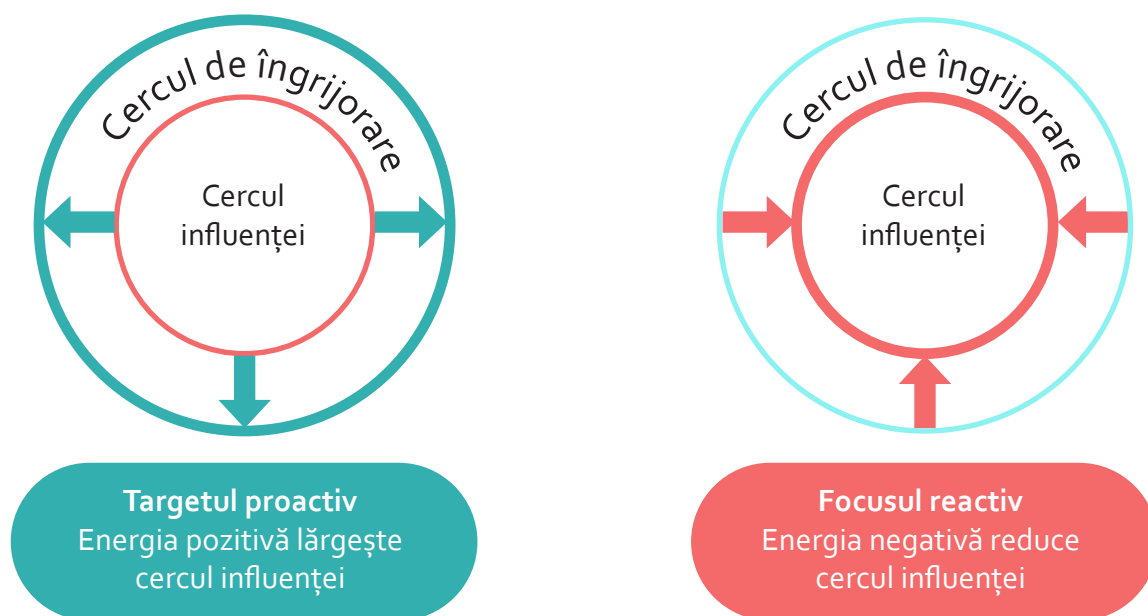 Cercul de îngrijorare
Cercul
influenței
Targetul proactiv
Energia pozitivă lărgește
cercul influenței
Cercul de îngrijorare
Cercul
influenței
Focusul reactiv
Energia negativă reduce
cercul influenței